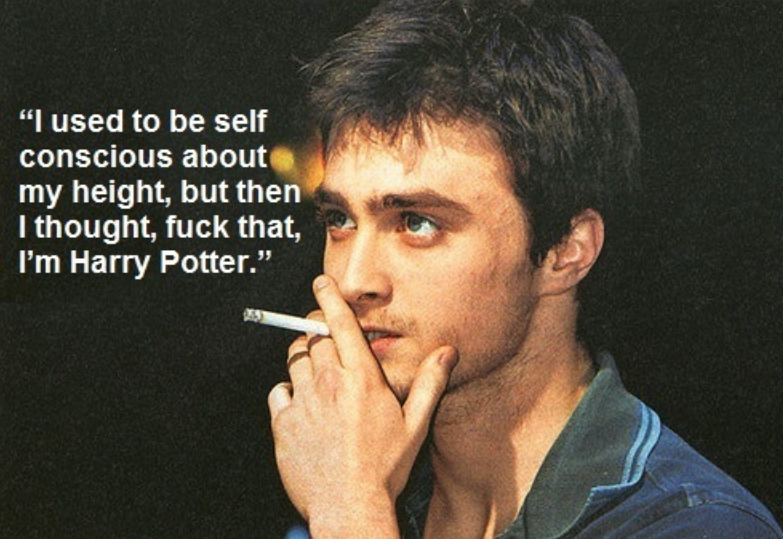 “I used to be self
conscious about
my height, but then
I thought, fuck that,
I’m Harry Potter.”